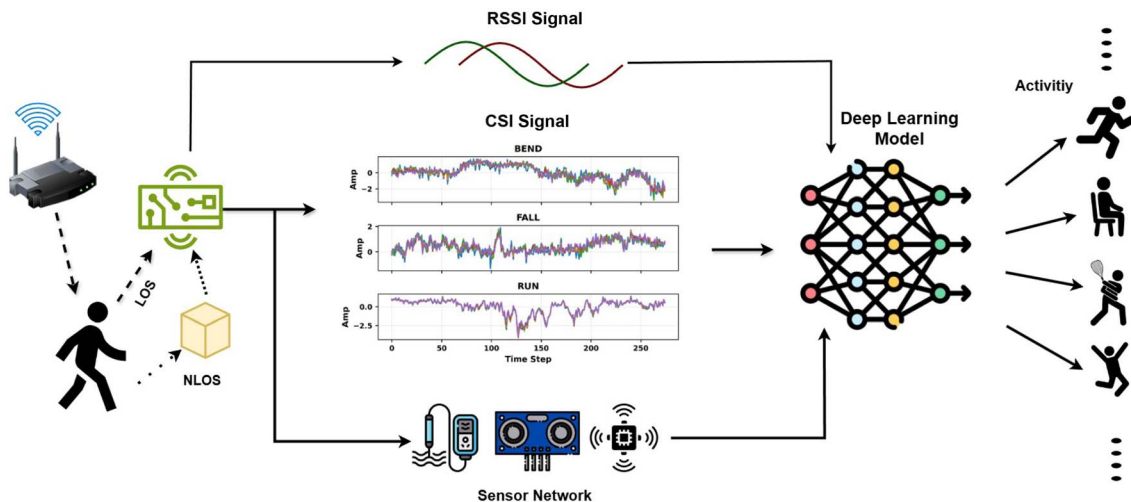 RSSI Signal
CSI Signal
BEND
Amp
0
−2
FALL
Amp
2
0
RUN
Amp
0.0
−2.5
0
50
100
150
200
250
Time Step
LOS
NLOS
Sensor Network
Deep Learning
Model
Activitiy